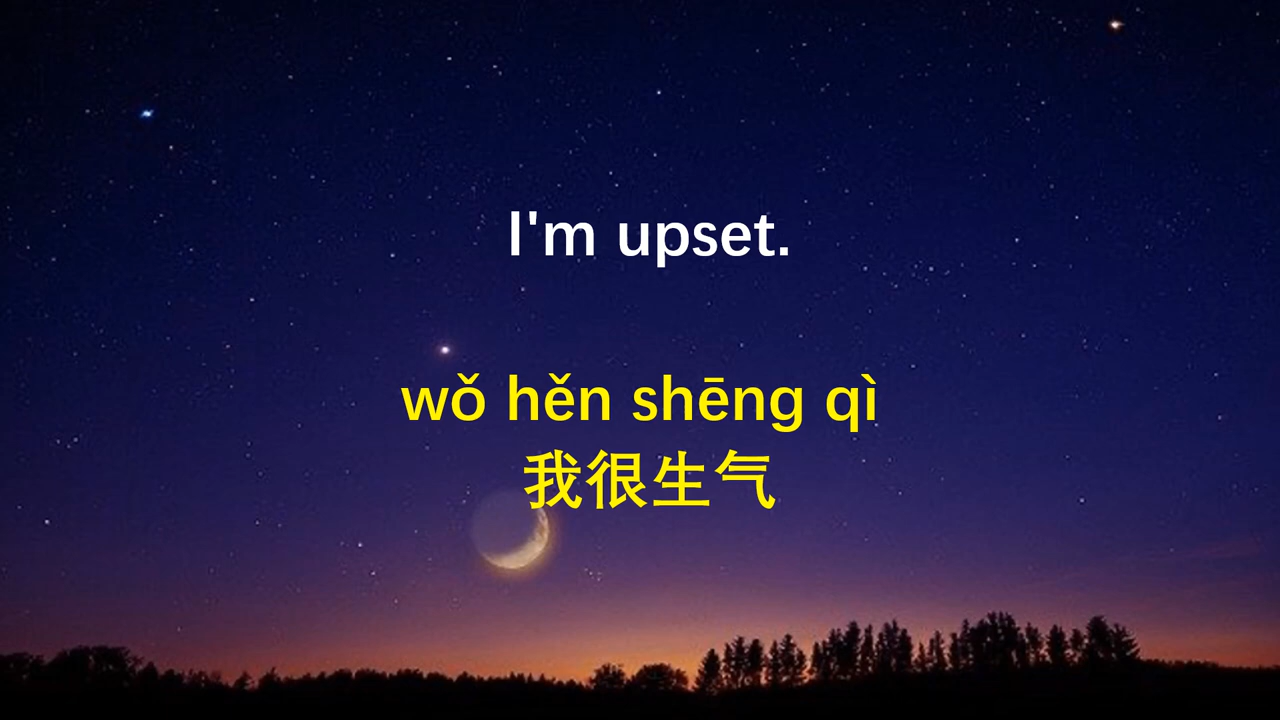 I'm upset.
wǒ hěn shēng qì
我很生气